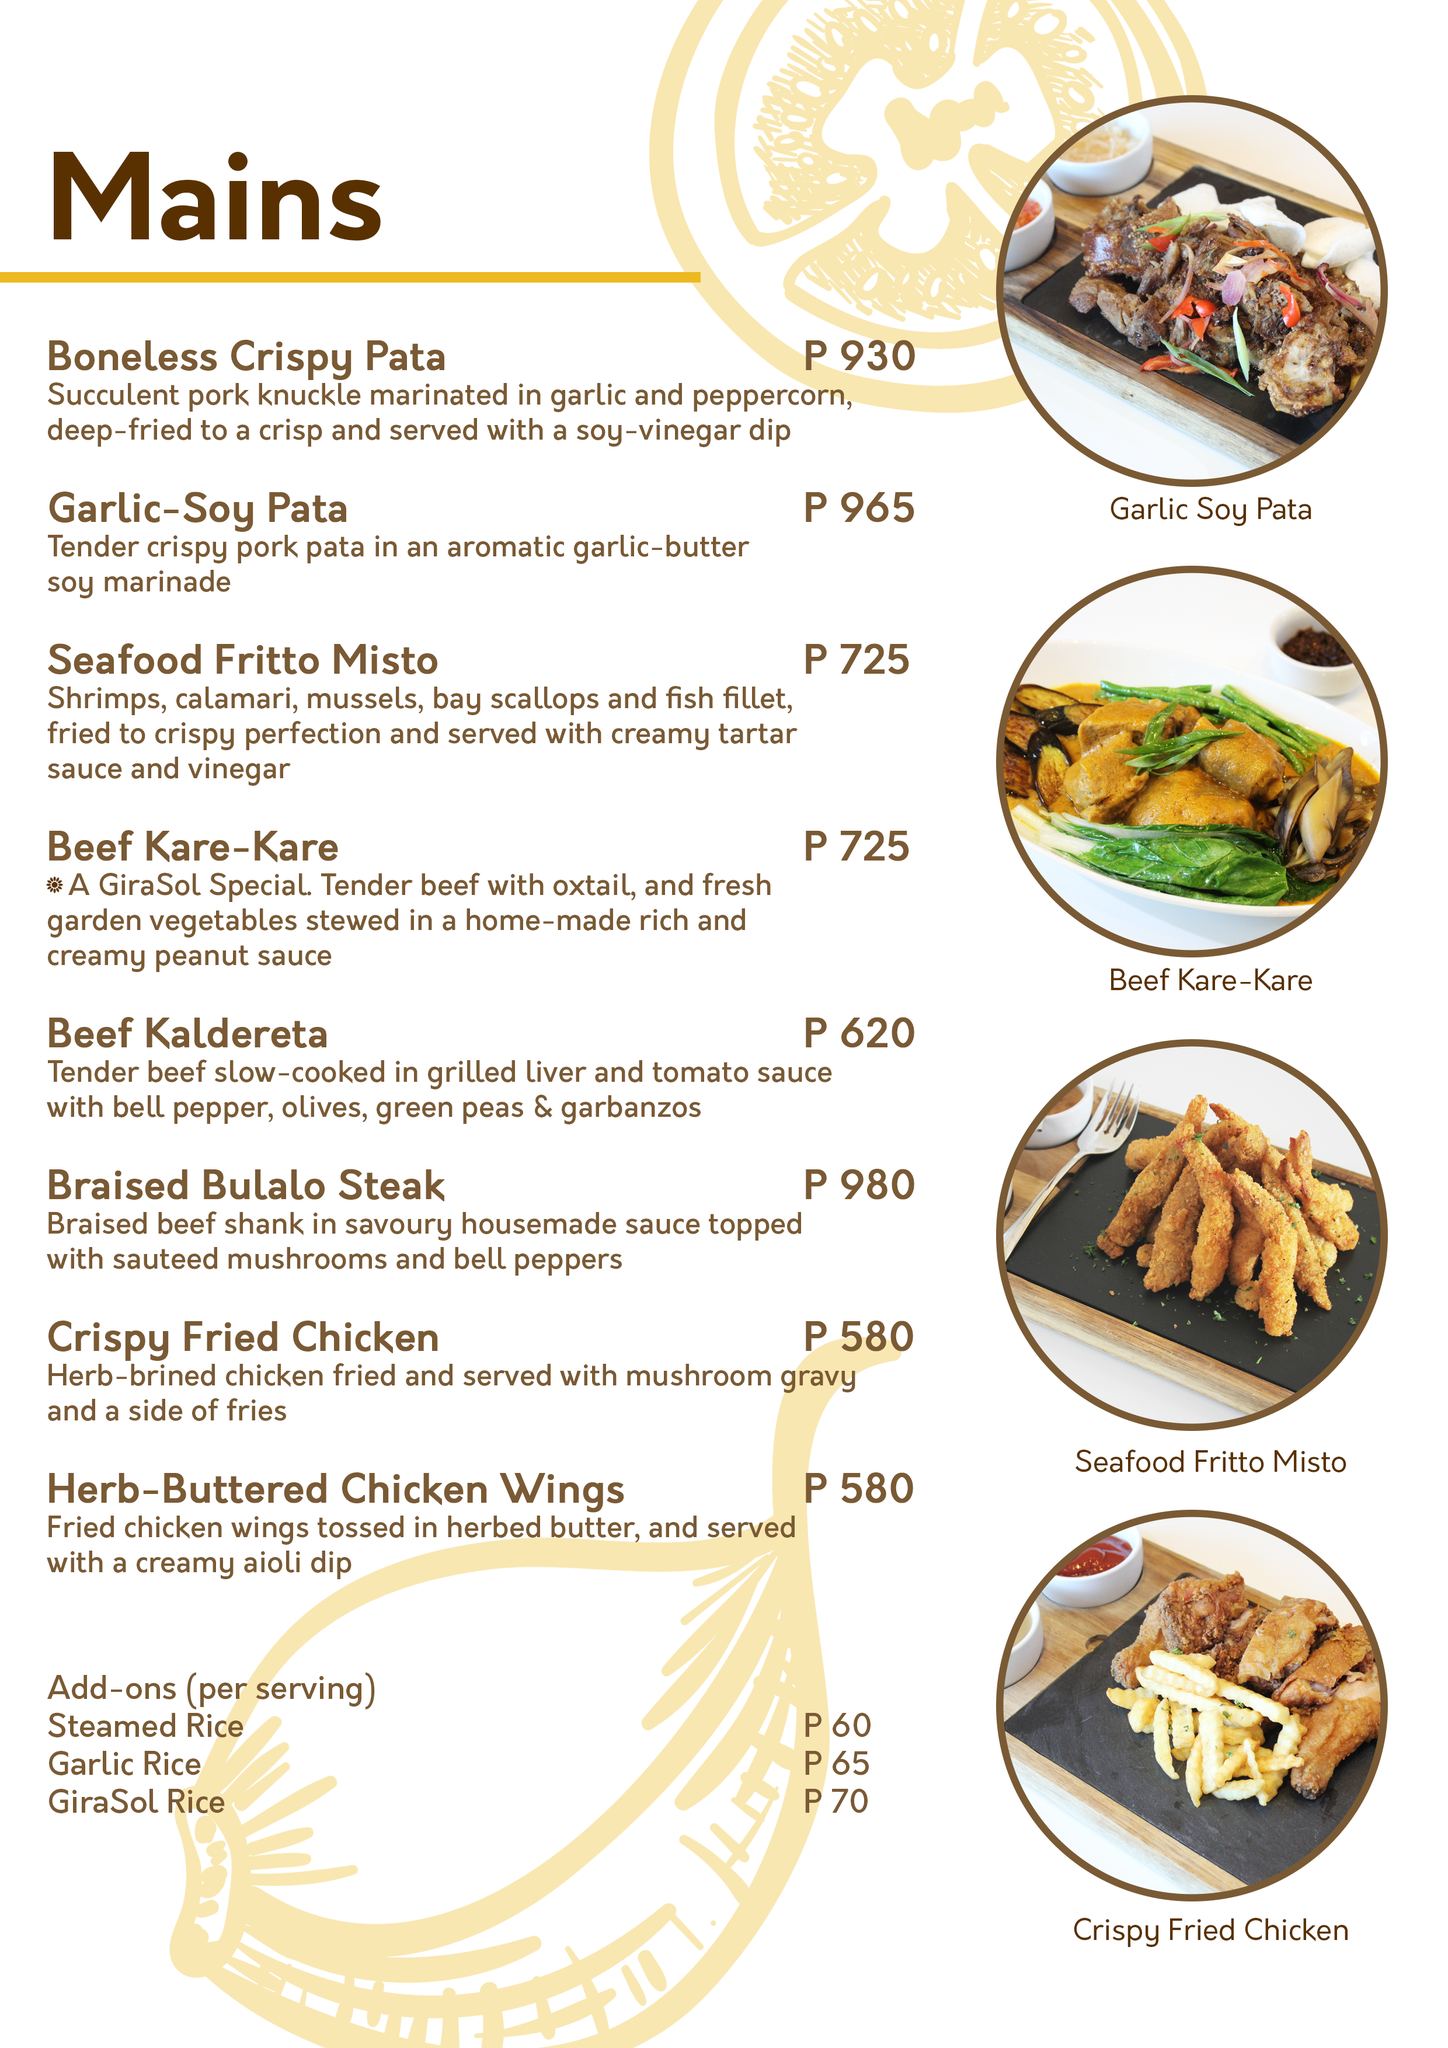 Mains
Boneless Crispy Pata P 930
Succulent pork knuckle marinated in garlic and peppercorn,
deep-fried to a crisp and served with a soy-vinegar dip
Garlic-Soy Pata P 965
Tender crispy pork pata in an aromatic garlic-butter
soy marinade
Seafood Fritto Misto P 725
Shrimps, calamari, mussels, bay scallops and fish fillet,
fried to crispy perfection and served with creamy tartar
sauce and vinegar
Beef Kare-Kare P 725
A GiraSol Special. Tender beef with oxtail, and fresh
garden vegetables stewed in a home-made rich and
creamy peanut sauce
Beef Kaldereta P 620
Tender beef slow-cooked in grilled liver and tomato sauce
with bell pepper, olives, green peas & garbanzos
Braised Bulalo Steak P 980
Braised beef shank in savoury housemade sauce topped
with sauteed mushrooms and bell peppers
Crispy Fried Chicken P 580
Herb-brined chicken fried and served with mushroom gravy
and a side of fries
Herb-Buttered Chicken Wings P 580
Fried chicken wings tossed in herbed butter, and served
with a creamy aioli dip
Add-ons (per serving)
Steamed Rice P 60
Garlic Rice P 65
GiraSol Rice P 70
Garlic Soy Pata
Beef Kare-Kare
Seafood Fritto Misto
Crispy Fried Chicken